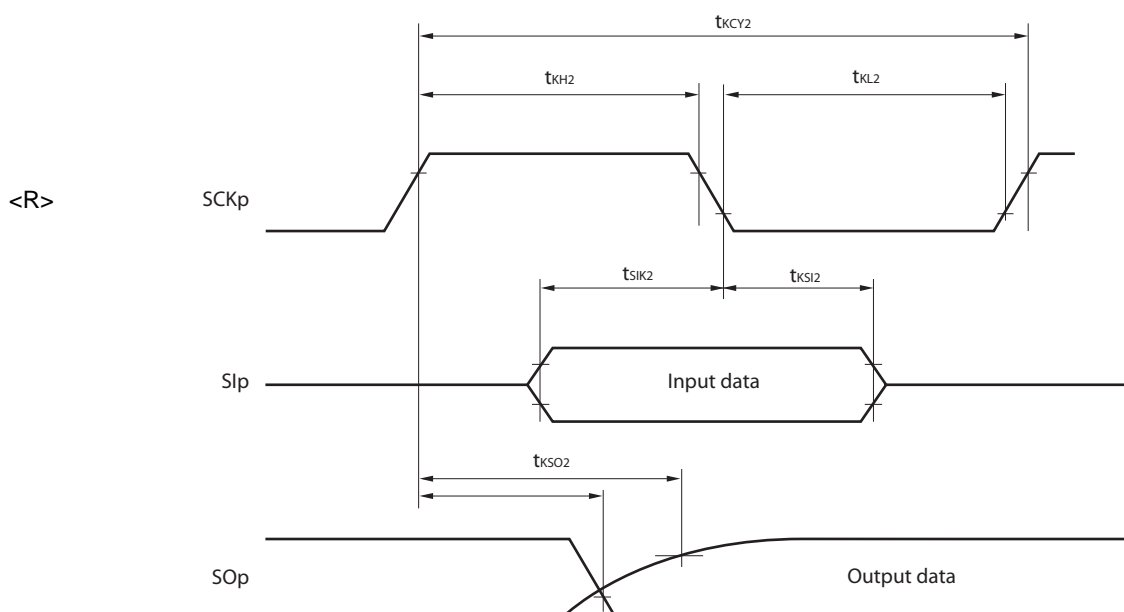 tKCY2
tKH2
tKL2
<R>
SCKp
tSIK2
tKSI2
SIp
Input data
tKSO2
SOp
Output data